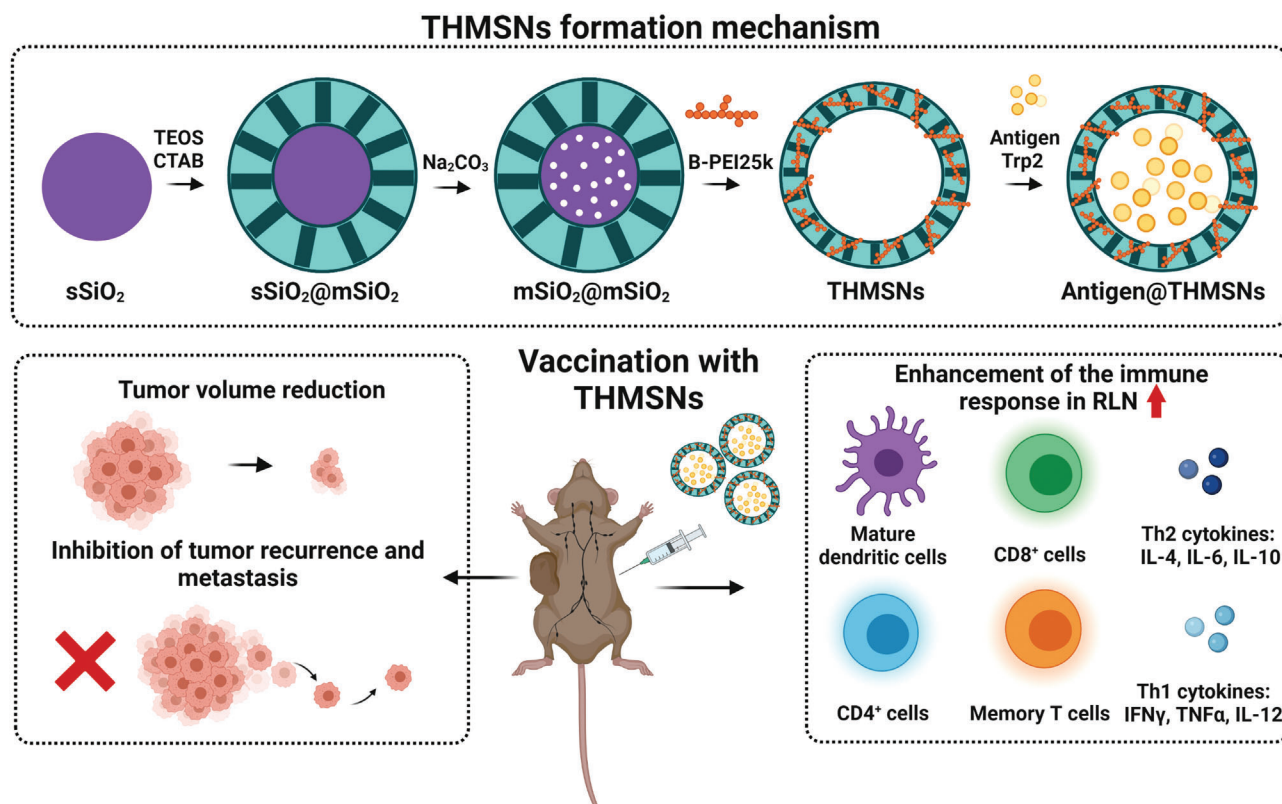 THMSNs formation mechanism
TEOS
CTAB
Na₂CO₃
B-PEI25k
Antigen
Trp2
sSiO₂
sSiO₂@mSiO₂
mSiO₂@mSiO₂
THMSNs
Antigen@THMSNs
Tumor volume reduction
Inhibition of tumor recurrence and
metastasis
Vaccination with
THMSNs
Enhancement of the immune
response in RLN
Mature
dendritic cells
CD8⁺ cells
Th2 cytokines:
IL-4, IL-6, IL-10
CD4⁺ cells
Memory T cells
Th1 cytokines:
IFNγ, TNFα, IL-12